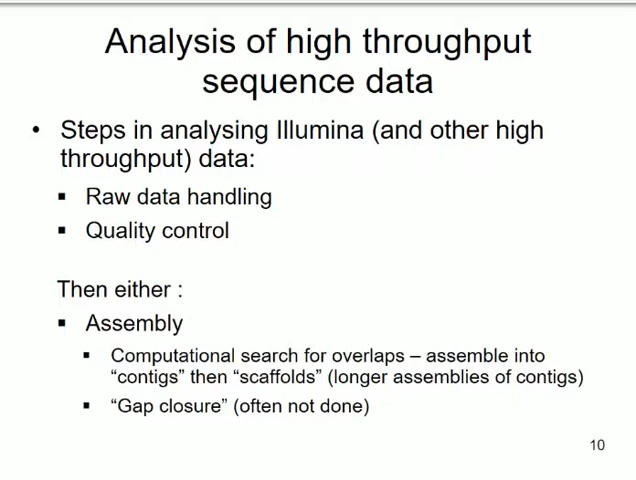 Analysis of high throughput
sequence data
• Steps in analysing Illumina (and other high
throughput) data:
▪ Raw data handling
▪ Quality control
Then either :
▪ Assembly
▪ Computational search for overlaps – assemble into
“contigs” then “scaffolds” (longer assemblies of contigs)
▪ “Gap closure” (often not done)
10